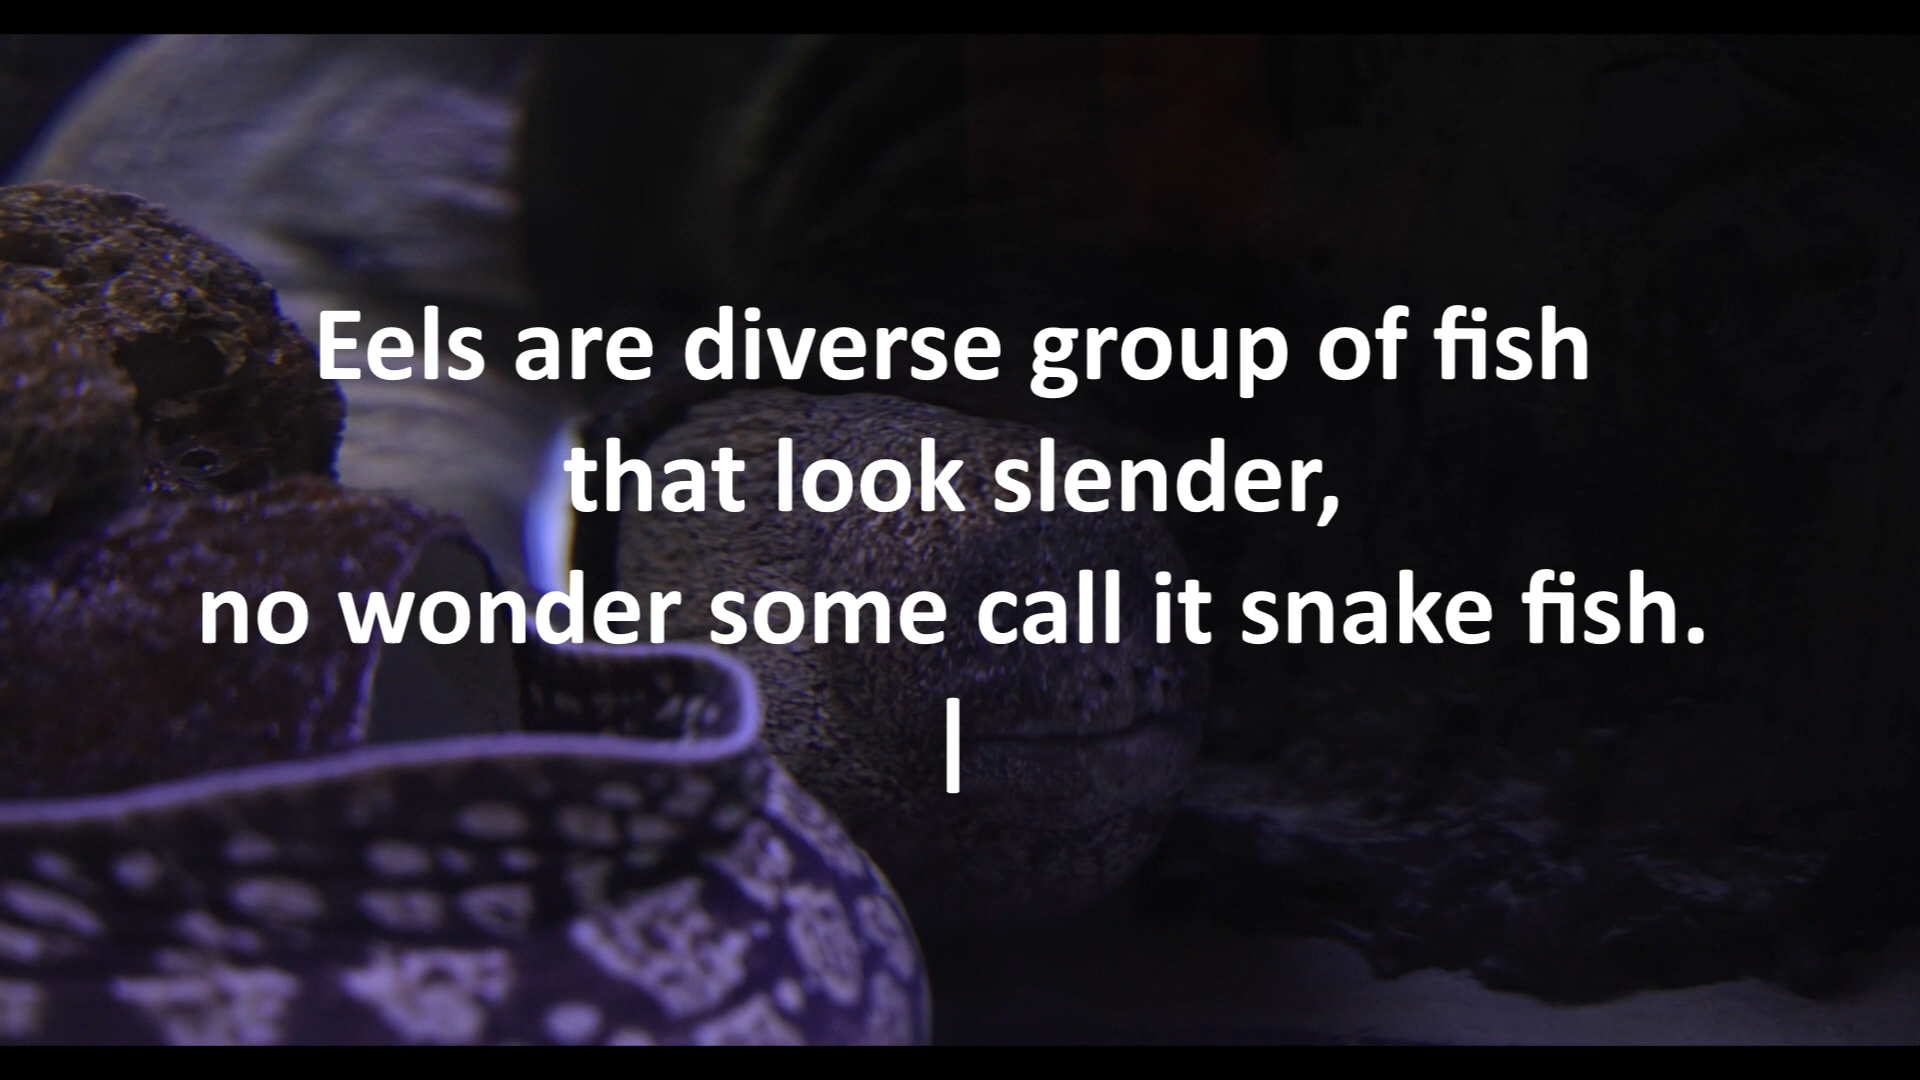 Eels are diverse group of fish
that look slender,
no wonder some call it snake fish.
|